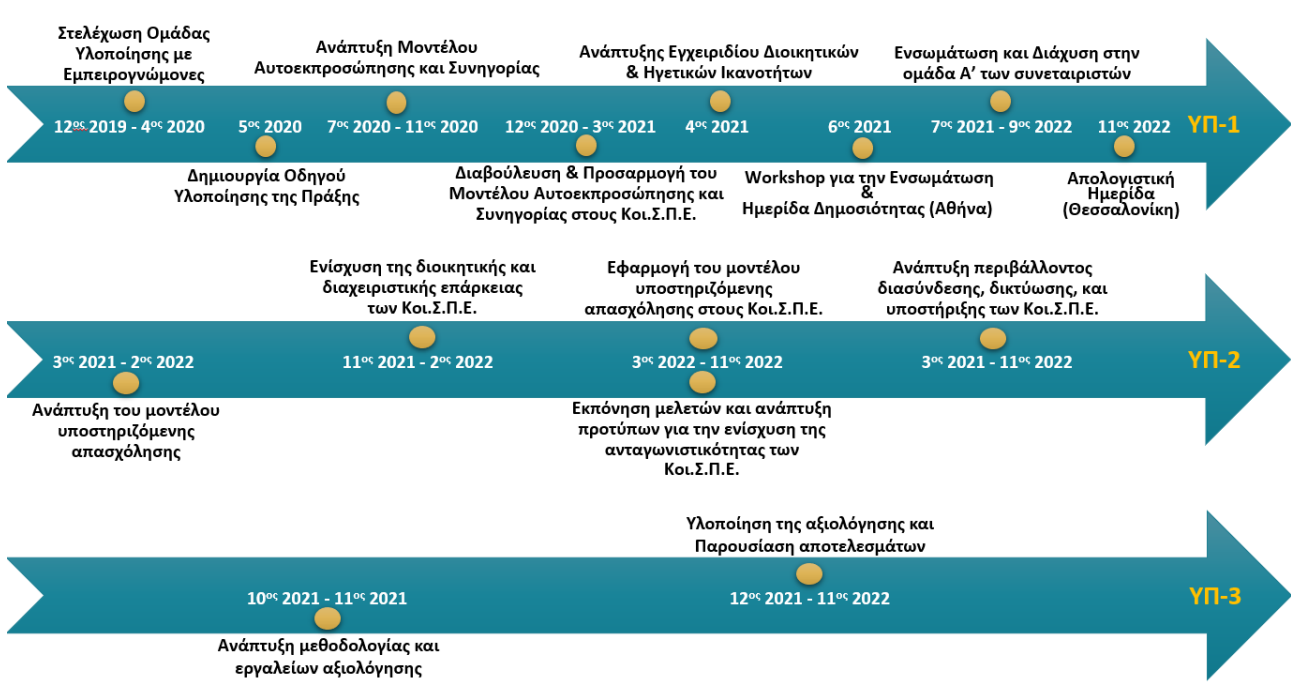 Στελέχωση Ομάδας
Υλοποίησης με
Εμπειρογνώμονες
Ανάπτυξη Μοντέλου
Αυτοεκπροσώπησης και Συνηγορίας
Ανάπτυξης Εγχειριδίου Διοικητικών
& Ηγετικών Ικανοτήτων
Ενσωμάτωση και Διάχυση στην
ομάδα Α’ των συνεταιριστών
12ος 2019 - 4ος 2020
5ος 2020
7ος 2020 - 11ος 2020
12ος 2020 - 3ος 2021
4ος 2021
6ος 2021
7ος 2021 - 9ος 2022
11ος 2022
ΥΠ-1
Δημιουργία Οδηγού
Υλοποίησης της Πράξης
Διαβούλευση & Προσαρμογή του
Μοντέλου Αυτοεκπροσώπησης και
Συνηγορίας στους Κοι.Σ.Π.Ε.
Workshop για την Ενσωμάτωση
&
Ημερίδα Δημοσιότητας (Αθήνα)
Απολογιστική
Ημερίδα
(Θεσσαλονίκη)
Ενίσχυση της διοικητικής και
διαχειριστικής επάρκειας
των Κοι.Σ.Π.Ε.
Εφαρμογή του μοντέλου
υποστηριζόμενης
απασχόλησης στους Κοι.Σ.Π.Ε.
Ανάπτυξη περιβάλλοντος
διασύνδεσης, δικτύωσης, και
υποστήριξης των Κοι.Σ.Π.Ε.
3ος 2021 - 2ος 2022
11ος 2021 - 2ος 2022
3ος 2022 - 11ος 2022
3ος 2021 - 11ος 2022
ΥΠ-2
Ανάπτυξη του μοντέλου
υποστηριζόμενης
απασχόλησης
Εκπόνηση μελετών και ανάπτυξη
προτύπων για την ενίσχυση της
ανταγωνιστικότητας των
Κοι.Σ.Π.Ε.
Υλοποίηση της αξιολόγησης και
Παρουσίαση αποτελεσμάτων
10ος 2021 - 11ος 2021
12ος 2021 - 11ος 2022
ΥΠ-3
Ανάπτυξη μεθοδολογίας και
εργαλείων αξιολόγησης